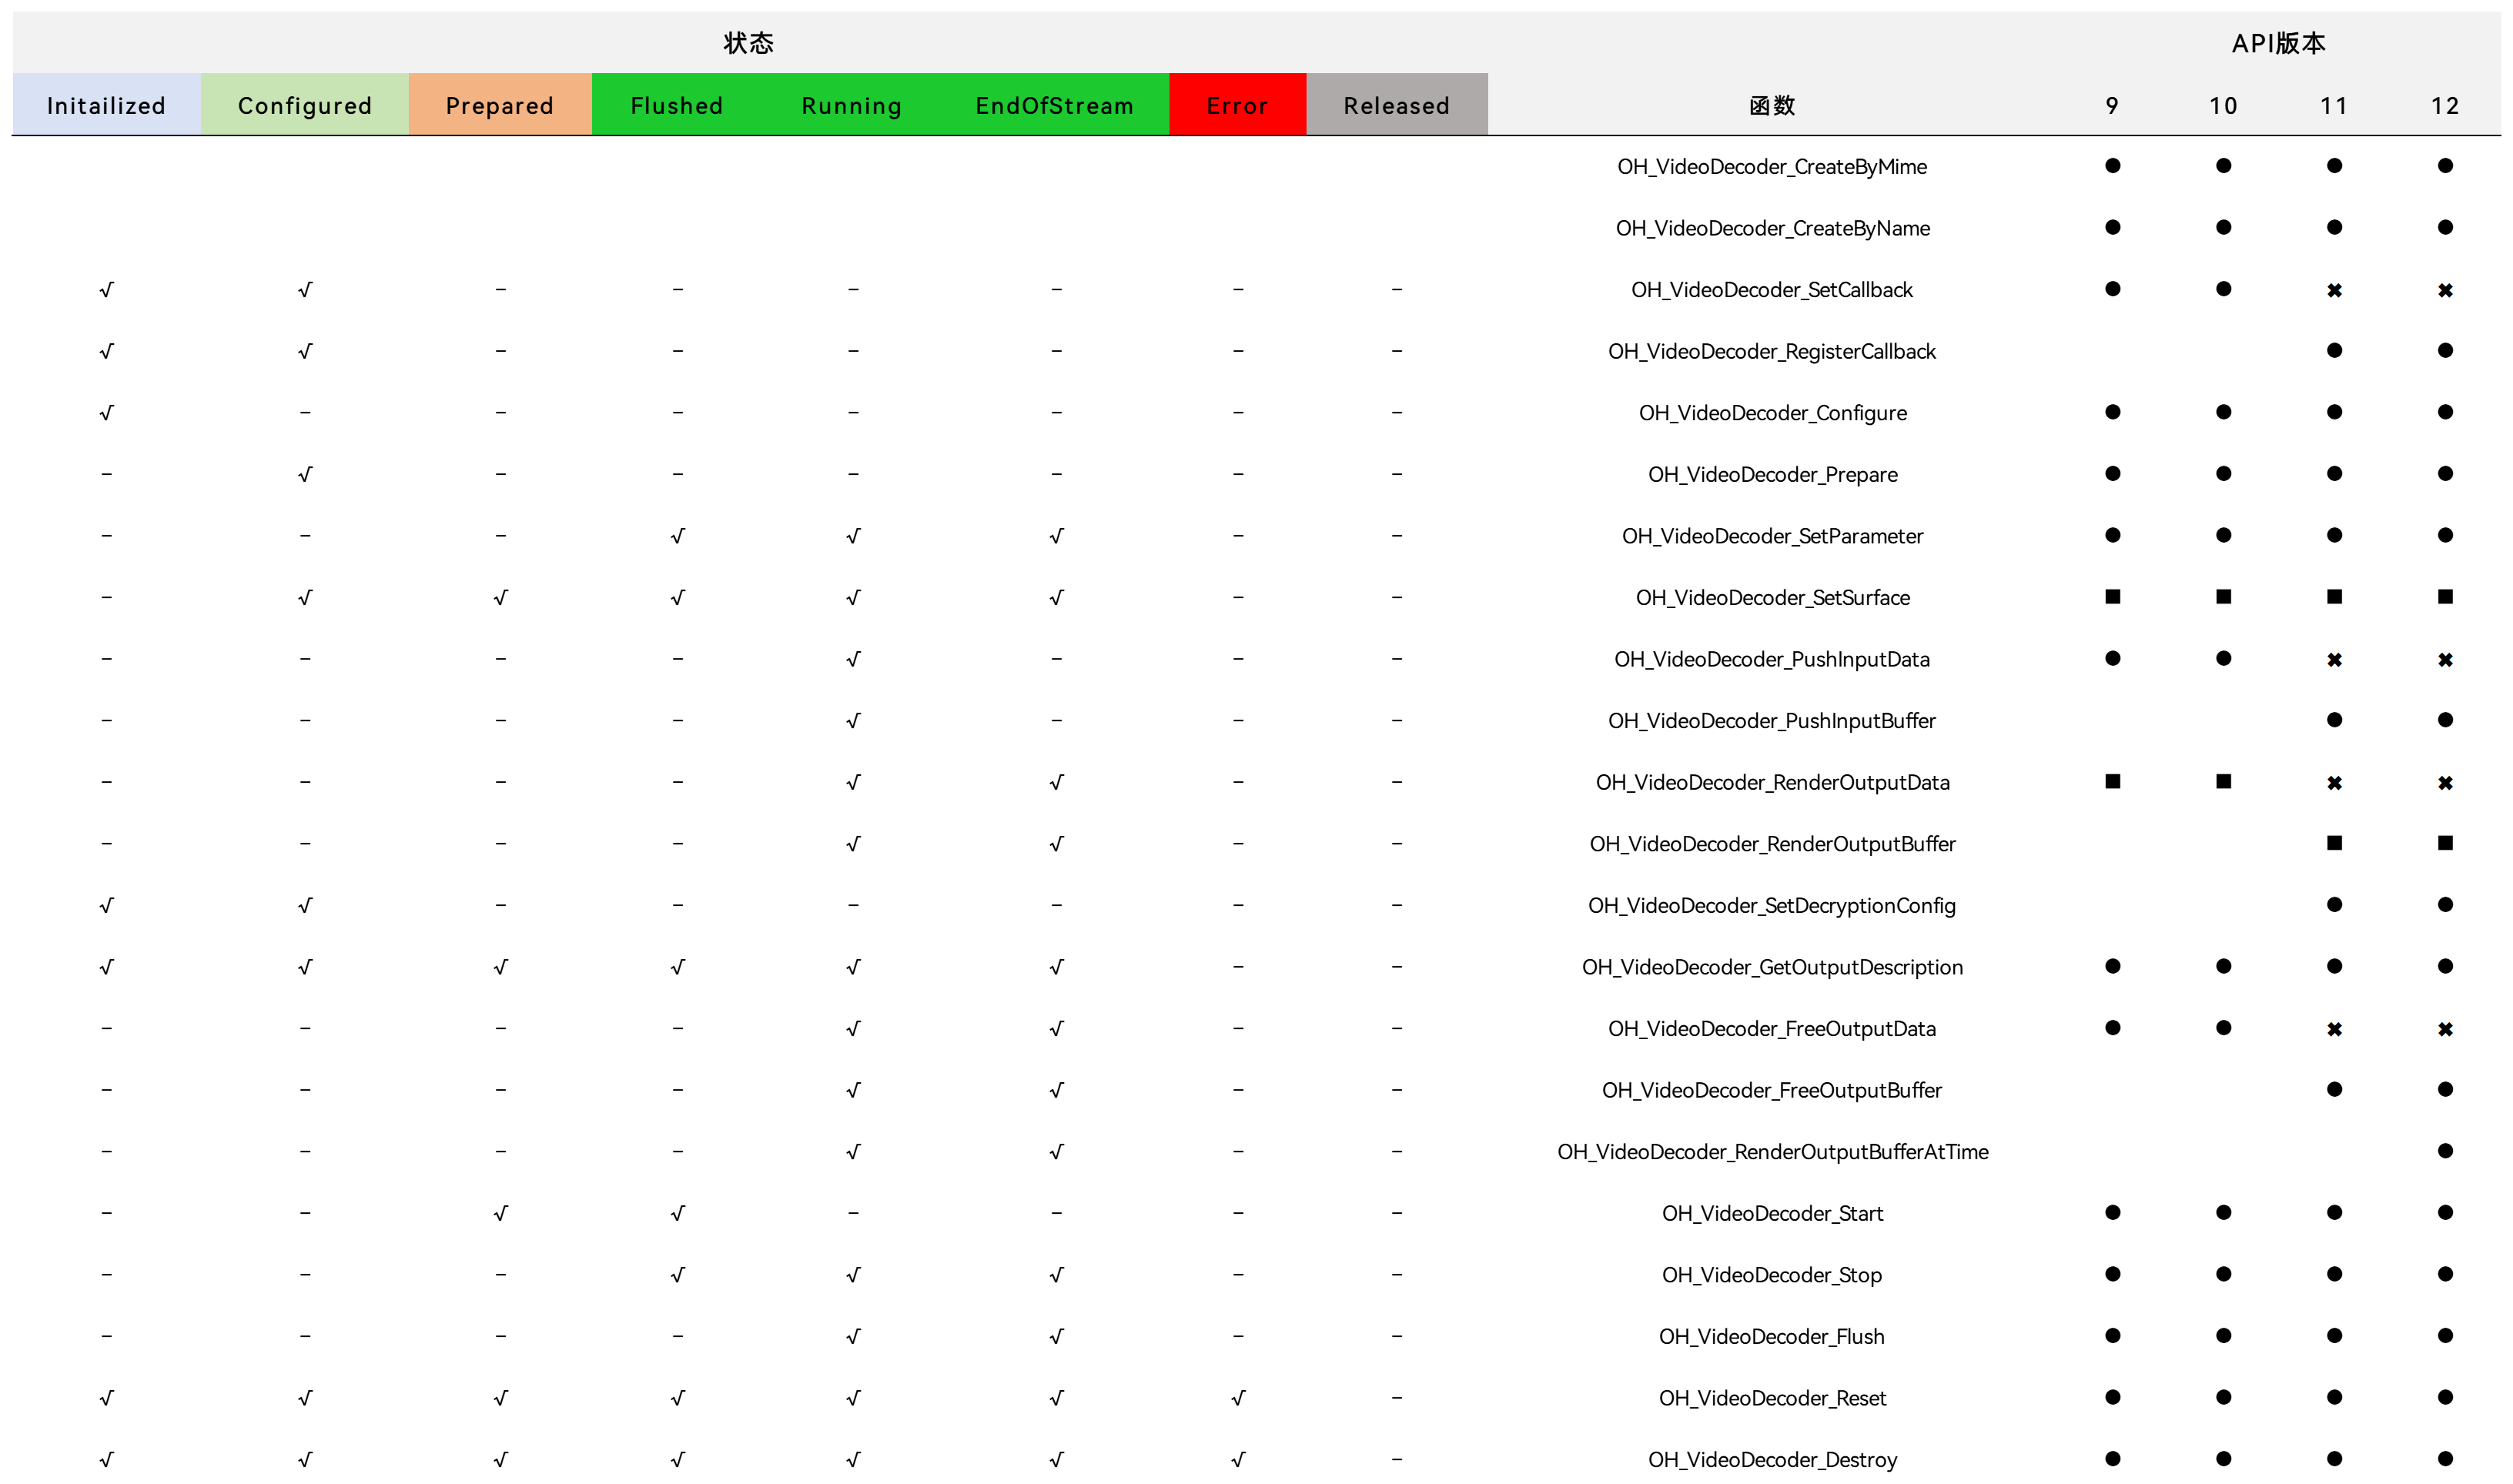 状态 API版本
Initailized Configured Prepared Flushed Running EndOfStream Error Released 函数 9 10 11 12
OH_VideoDecoder_CreateByMime ● ● ● ●
OH_VideoDecoder_CreateByName ● ● ● ●
√ √ – – – – – – OH_VideoDecoder_SetCallback ● ● ✖ ✖
√ √ – – – – – – OH_VideoDecoder_RegisterCallback ● ●
√ – – – – – – – OH_VideoDecoder_Configure ● ● ● ●
– √ – – – – – – OH_VideoDecoder_Prepare ● ● ● ●
– – – √ √ √ – – OH_VideoDecoder_SetParameter ● ● ● ●
– √ √ √ √ √ – – OH_VideoDecoder_SetSurface ■ ■ ■ ■
– – – – √ – – – OH_VideoDecoder_PushInputData ● ● ✖ ✖
– – – – √ – – – OH_VideoDecoder_PushInputBuffer ● ●
– – – – √ √ – – OH_VideoDecoder_RenderOutputData ■ ■ ✖ ✖
– – – – √ √ – – OH_VideoDecoder_RenderOutputBuffer ■ ■
√ √ – – – – – – OH_VideoDecoder_SetDecryptionConfig ● ●
√ √ √ √ √ √ – – OH_VideoDecoder_GetOutputDescription ● ● ● ●
– – – – √ √ – – OH_VideoDecoder_FreeOutputData ● ● ✖ ✖
– – – – √ √ – – OH_VideoDecoder_FreeOutputBuffer ● ●
– – – – √ √ – – OH_VideoDecoder_RenderOutputBufferAtTime ●
– – √ √ – – – – OH_VideoDecoder_Start ● ● ● ●
– – – √ √ √ – – OH_VideoDecoder_Stop ● ● ● ●
– – – – √ √ – – OH_VideoDecoder_Flush ● ● ● ●
√ √ √ √ √ √ √ – OH_VideoDecoder_Reset ● ● ● ●
√ √ √ √ √ √ √ – OH_VideoDecoder_Destroy ● ● ● ●